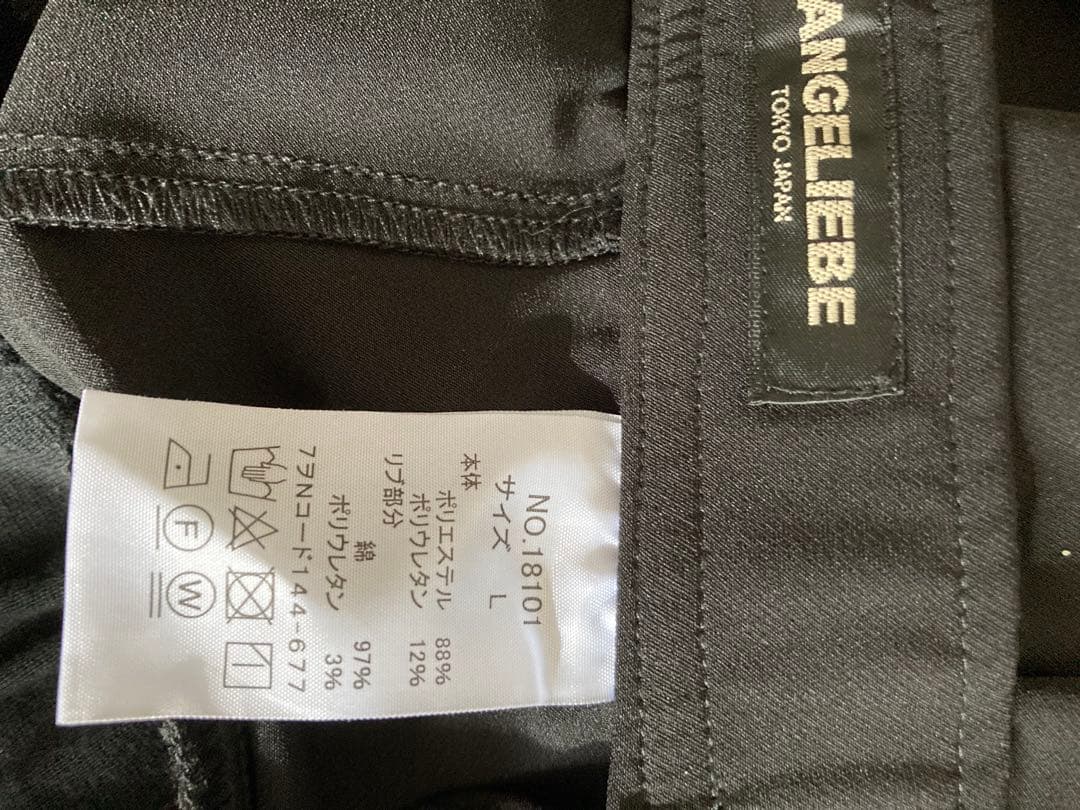 ANGELIEBE
TOKYO JAPAN
NO.18101
サイズ L
本体
ポリエステル 88%
ポリウレタン 12%
リブ部分
綿 97%
ポリウレタン 3%
フヲNコード144-677
F
W